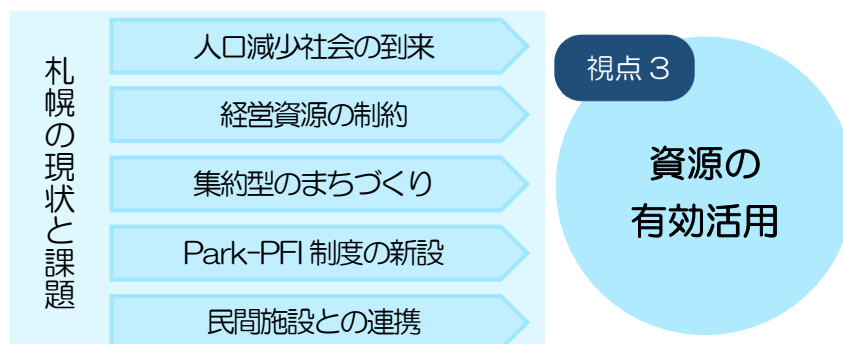 札幌の現状と課題
人口減少社会の到来
経営資源の制約
集約型のまちづくり
Park-PFI 制度の新設
民間施設との連携
視点 3
資源の
有効活用